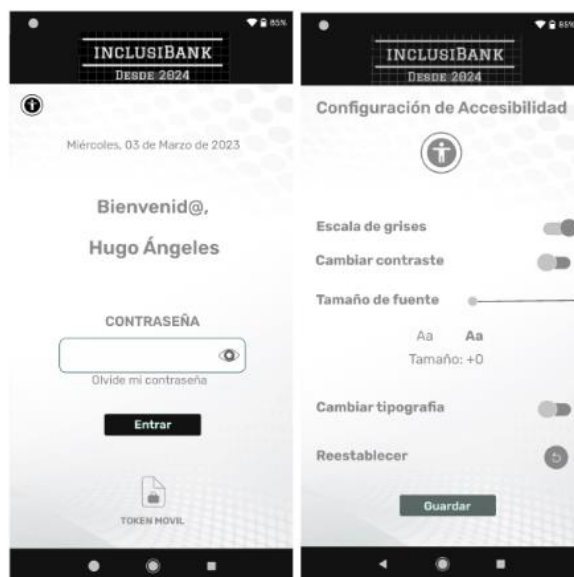 85%
INCLUSIBANK
DESDE 2024
Miércoles, 03 de Marzo de 2023
Bienvenid@,
Hugo Ángeles
CONTRASEÑA
Olvide mi contraseña
Entrar
TOKEN MOVIL
85%
INCLUSIBANK
DESDE 2024
Configuración de Accesibilidad
Escala de grises
Cambiar contraste
Tamaño de fuente
Aa Aa
Tamaño: +0
Cambiar tipografia
Reestablecer
Guardar